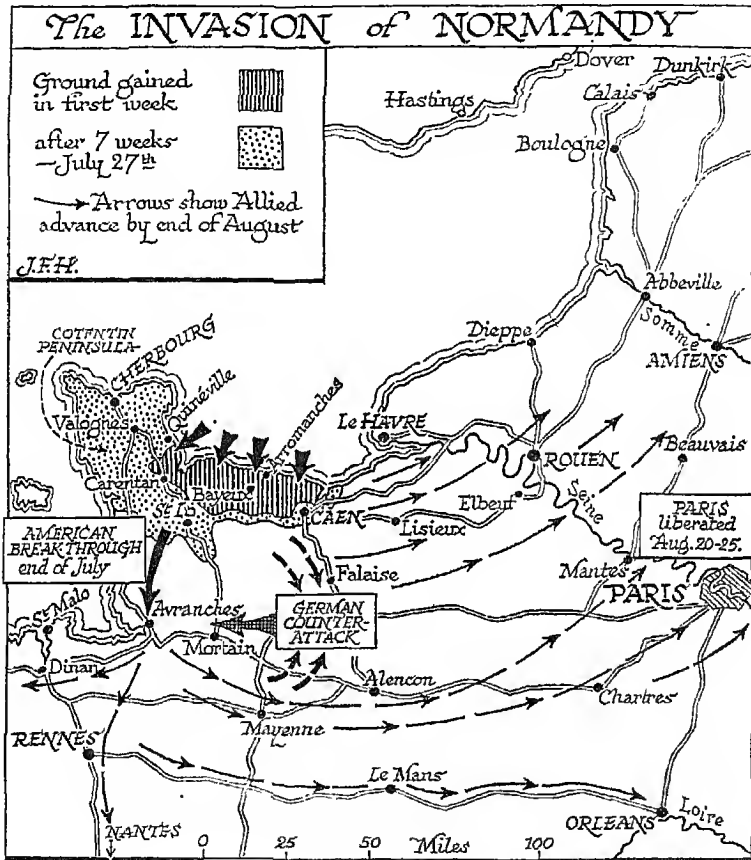 The INVASION of NORMANDY
Ground gained
in first week
after 7 weeks
—July 27th
Arrows show Allied
advance by end of August
J.F.H.
Dover
Dunkirk
Calais
Hastings
Boulogne
Abbeville
Somme
AMIENS
Dieppe
COTENTIN
PENINSULA
CHERBOURG
Quinéville
Valognes
Arromanches
Le HAVRE
ROUEN
Beauvais
Carentan
Bayeux
St Lô
CAEN
Elbeuf
Seine
Lisieux
PARIS
liberated
Aug. 20-25.
AMERICAN
BREAK THROUGH
end of July
Falaise
Mantes
PARIS
St Malo
Avranches
GERMAN
COUNTER-
ATTACK
Mortain
Dinan
Alencon
Chartres
Mayenne
RENNES
Le Mans
Loire
ORLEANS
NANTES
0 25 50 Miles 100